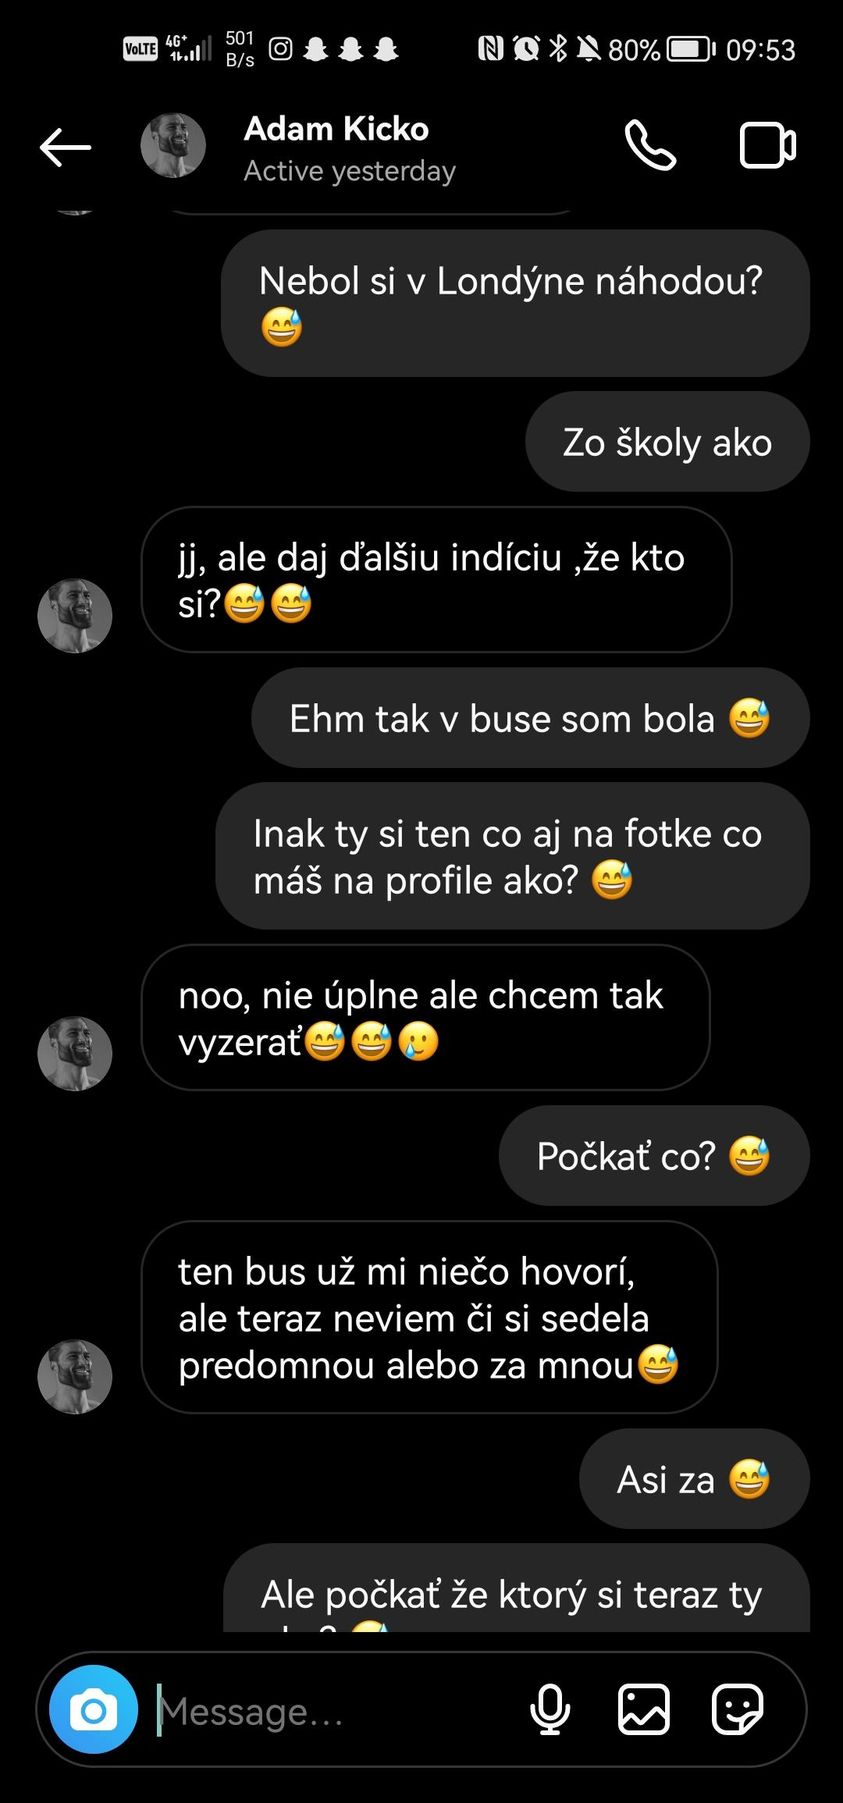 VoLTE 4G+ 501 B/s 80% 09:53
Adam Kicko
Active yesterday
Nebol si v Londýne náhodou?
😅
Zo školy ako
jj, ale daj ďalšiu indíciu ,že kto
si?😅😅
Ehm tak v buse som bola 😅
Inak ty si ten co aj na fotke co
máš na profile ako? 😅
noo, nie úplne ale chcem tak
vyzerať😅😅🥲
Počkať co? 😅
ten bus už mi niečo hovorí,
ale teraz neviem či si sedela
predomnou alebo za mnou😅
Asi za 😅
Ale počkať že ktorý si teraz ty
Message...